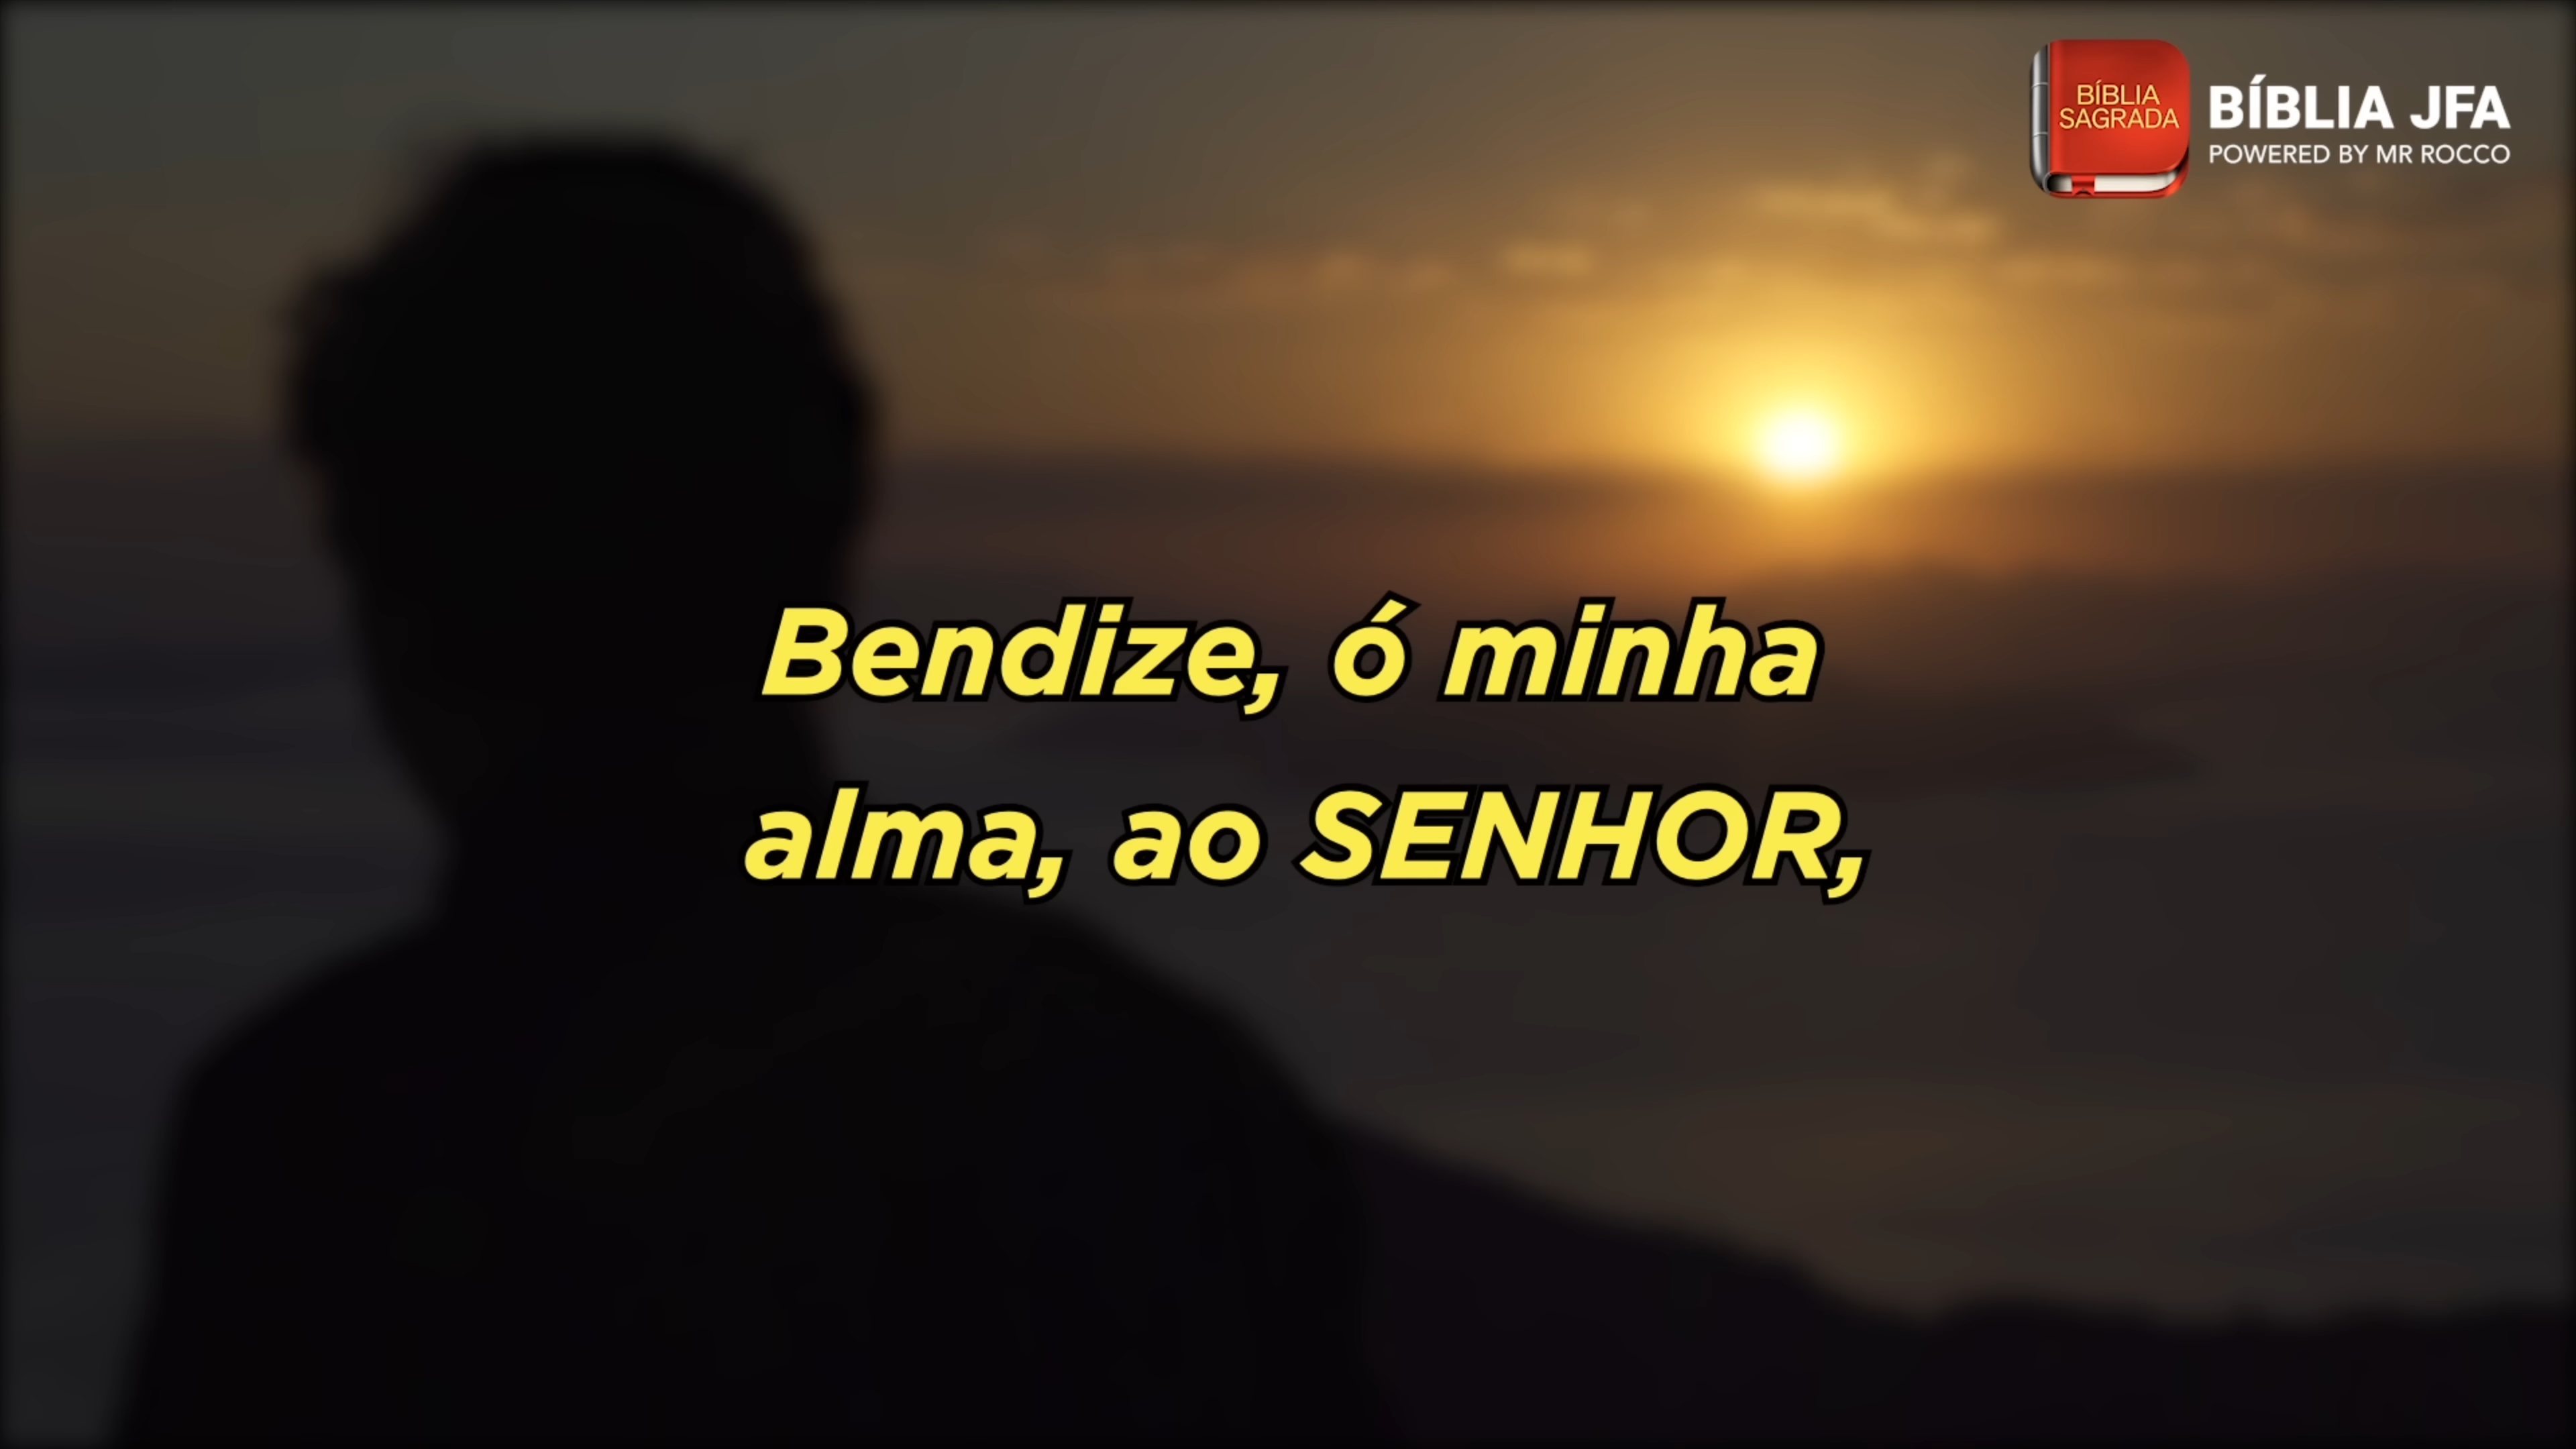 BÍBLIA
SAGRADA
BÍBLIA JFA
POWERED BY MR ROCCO
Bendize, ó minha
alma, ao SENHOR,